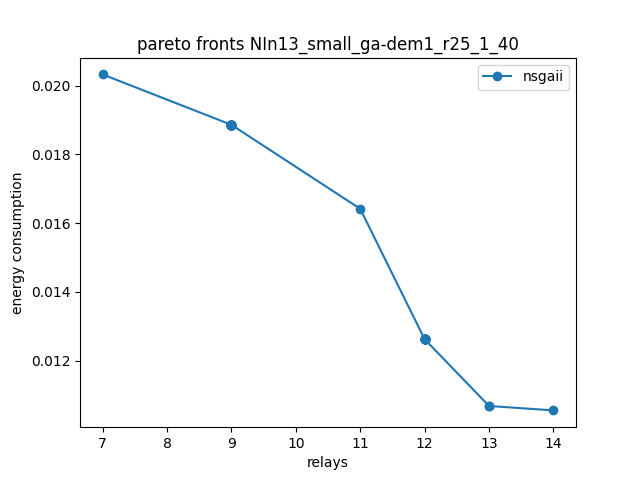 pareto fronts NIn13_small_ga-dem1_r25_1_40
nsgaii
0.020
0.018
0.016
0.014
0.012
energy consumption
7 8 9 10 11 12 13 14
relays